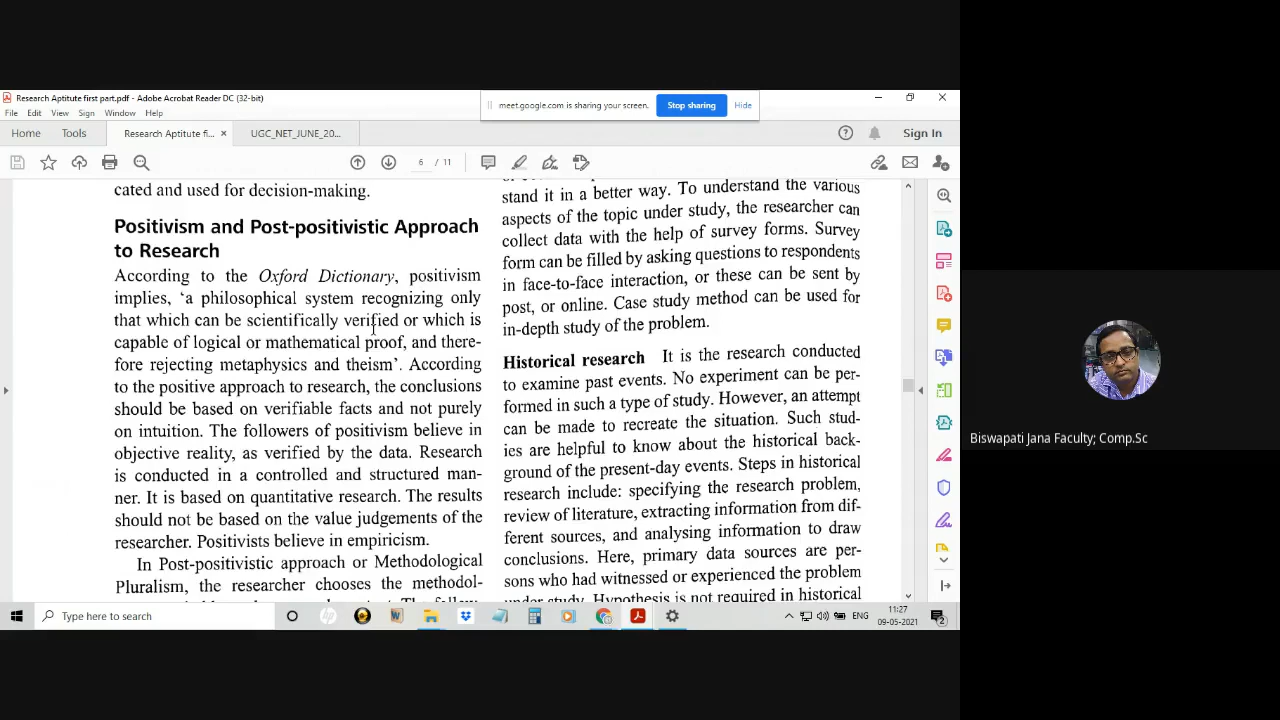 Research Aptitute first part.pdf - Adobe Acrobat Reader DC (32-bit)
meet.google.com is sharing your screen.
Stop sharing
Hide
File Edit View Sign Window Help
Home
Tools
Research Aptitute fi...
UGC_NET_JUNE_20...
Sign In
6 / 11
cated and used for decision-making.
Positivism and Post-positivistic Approach
to Research
According to the Oxford Dictionary, positivism
implies, ‘a philosophical system recognizing only
that which can be scientifically verified or which is
capable of logical or mathematical proof, and there-
fore rejecting metaphysics and theism’. According
to the positive approach to research, the conclusions
should be based on verifiable facts and not purely
on intuition. The followers of positivism believe in
objective reality, as verified by the data. Research
is conducted in a controlled and structured man-
ner. It is based on quantitative research. The results
should not be based on the value judgements of the
researcher. Positivists believe in empiricism.
In Post-positivistic approach or Methodological
Pluralism, the researcher chooses the methodol-
stand it in a better way. To understand the various
aspects of the topic under study, the researcher can
collect data with the help of survey forms. Survey
form can be filled by asking questions to respondents
in face-to-face interaction, or these can be sent by
post, or online. Case study method can be used for
in-depth study of the problem.
Historical research It is the research conducted
to examine past events. No experiment can be per-
formed in such a type of study. However, an attempt
can be made to recreate the situation. Such stud-
ies are helpful to know about the historical back-
ground of the present-day events. Steps in historical
research include: specifying the research problem,
review of literature, extracting information from dif-
ferent sources, and analysing information to draw
conclusions. Here, primary data sources are per-
sons who had witnessed or experienced the problem
under study. Hypothesis is not required in historical
Biswapati Jana Faculty; Comp.Sc
Type here to search
ENG
11:27
09-05-2021
2